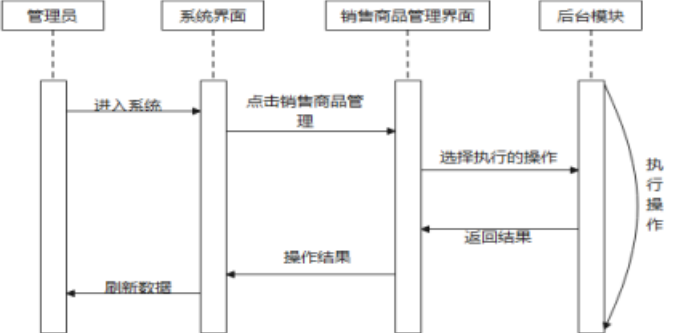 管理员
系统界面
销售商品管理界面
后台模块
进入系统
点击销售商品管
理
选择执行的操作
执
行
操
作
返回结果
操作结果
刷新数据